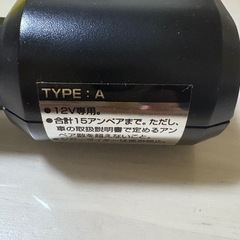 TYPE : A
●12V専用。
●合計15アンペアまで。ただし、
車の取扱説明書で定めるアン
ペア数を超えないこと。